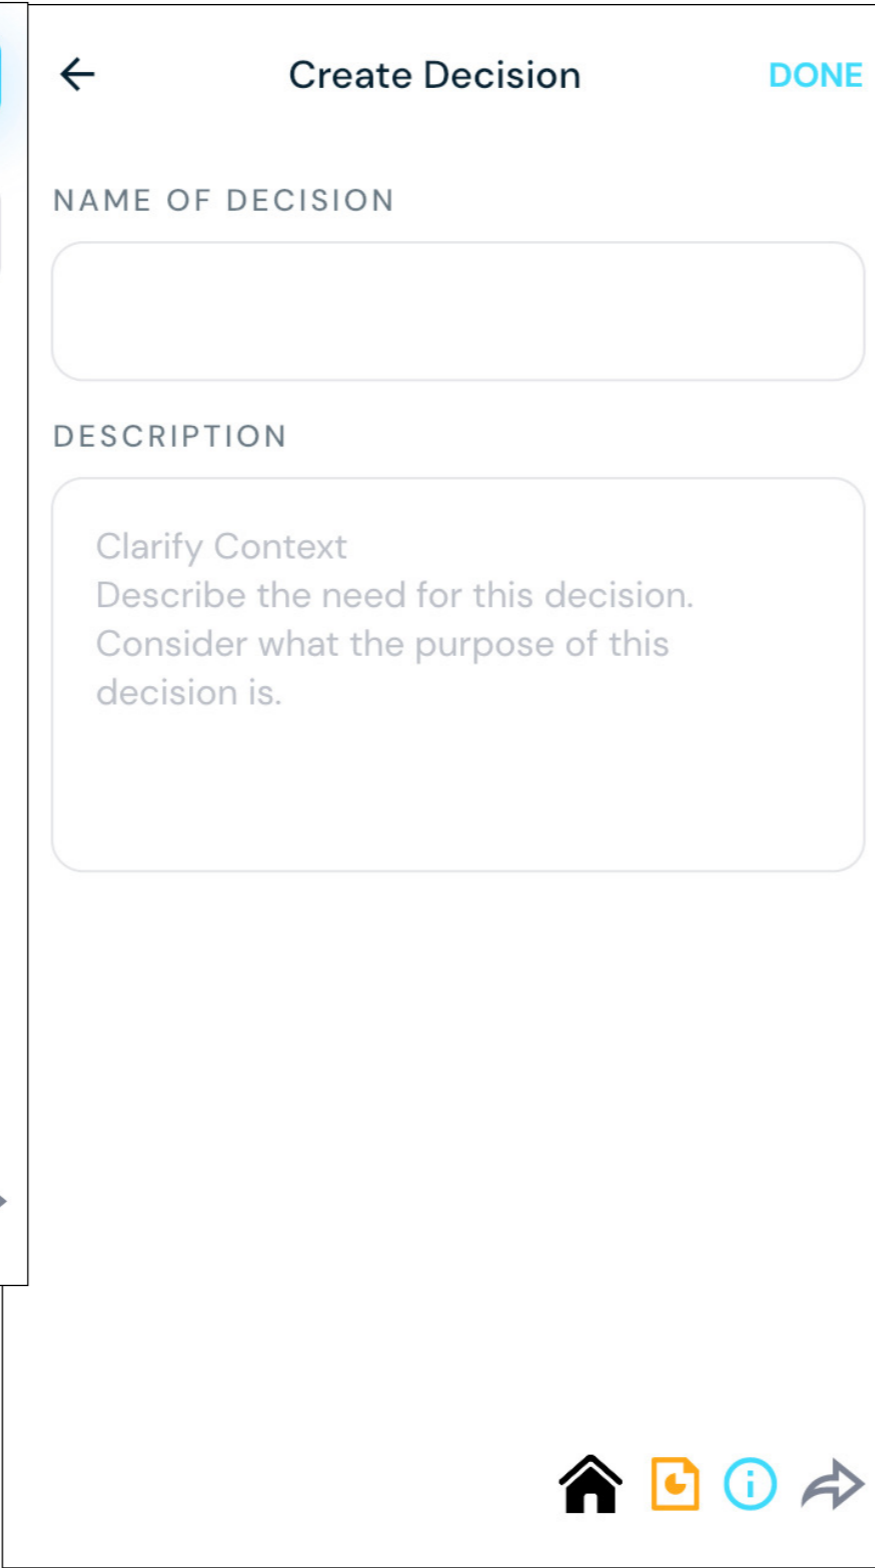 Create Decision
DONE
NAME OF DECISION
DESCRIPTION
Clarify Context
Describe the need for this decision.
Consider what the purpose of this
decision is.